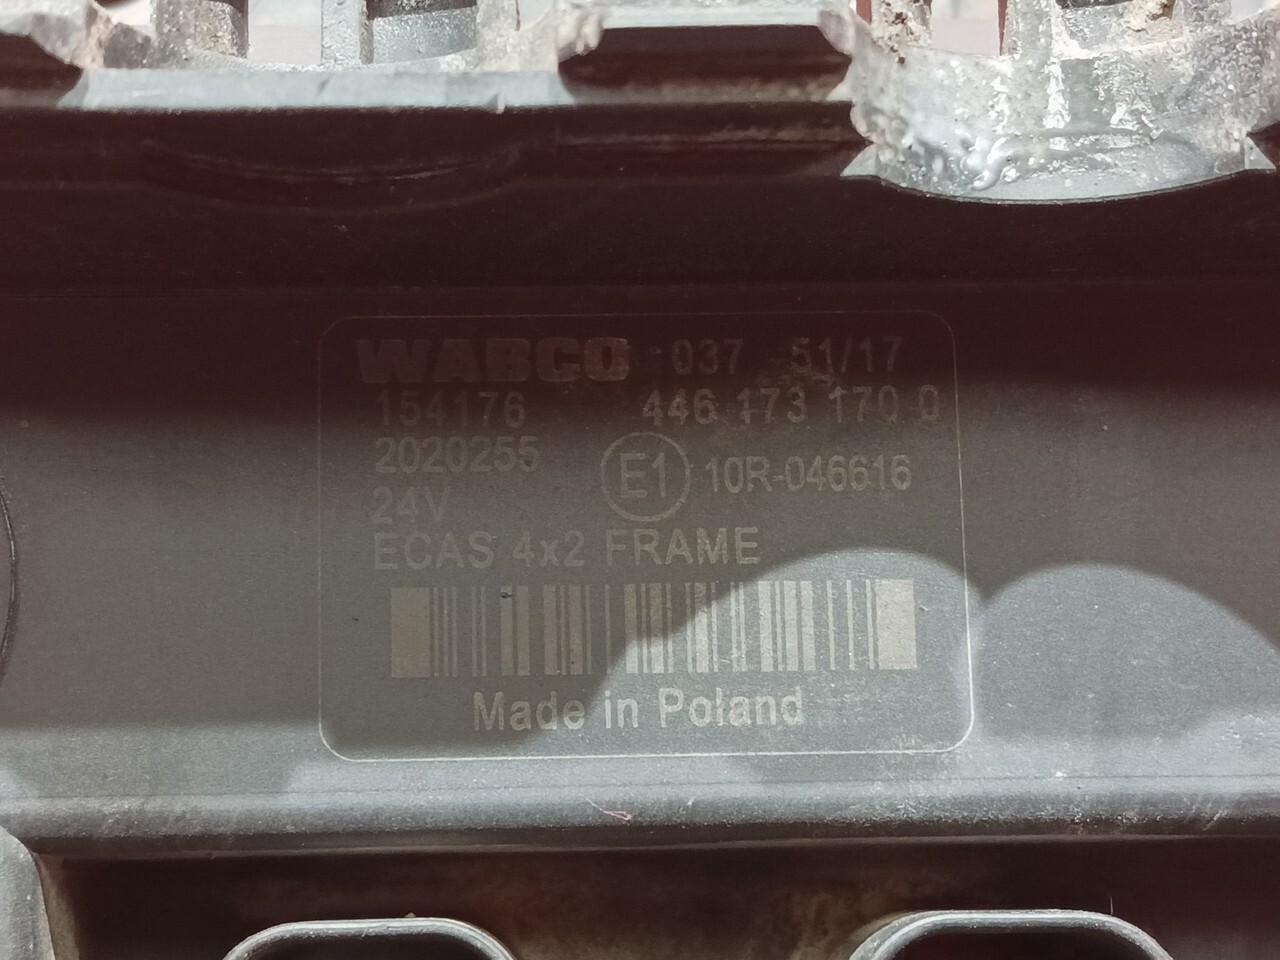 WABCO 037 51/17
154176 446 173 170 0
2020255
E1 10R-046616
24V
ECAS 4x2 FRAME
Made in Poland